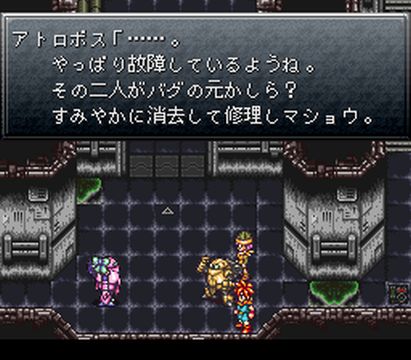 アトロポス「……。
やっぱり故障しているようね。
その二人がバグの元かしら？
すみやかに消去して修理しマショウ。